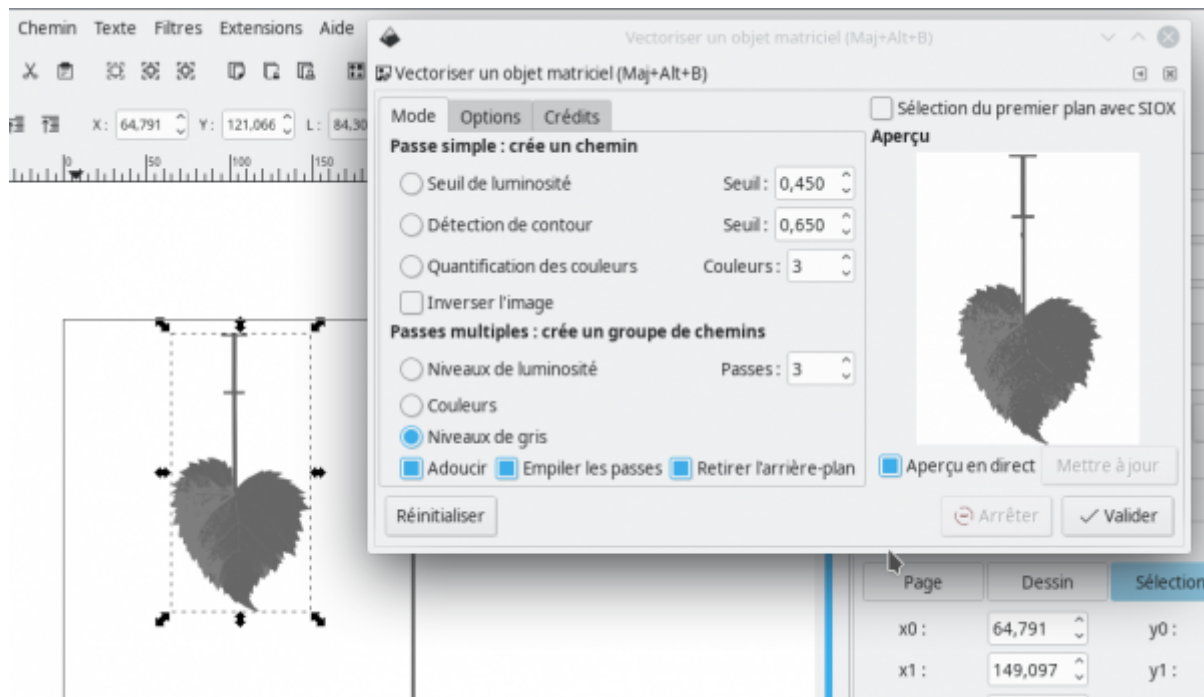 Chemin Texte Filtres Extensions Aide
Vectoriser un objet matriciel (Maj+Alt+B)
Vectoriser un objet matriciel (Maj+Alt+B)
X: 64,791 Y: 121,066 L: 84,30
0 50 100 150
Mode Options Crédits
Sélection du premier plan avec SIOX
Aperçu
Passe simple : crée un chemin
Seuil de luminosité Seuil : 0,450
Détection de contour Seuil : 0,650
Quantification des couleurs Couleurs : 3
Inverser l'image
Passes multiples : crée un groupe de chemins
Niveaux de luminosité Passes : 3
Couleurs
Niveaux de gris
Adoucir Empiler les passes Retirer l'arrière-plan
Aperçu en direct Mettre à jour
Réinitialiser Arrêter Valider
Page Dessin Sélection
x0 : 64,791 y0 :
x1 : 149,097 y1 :